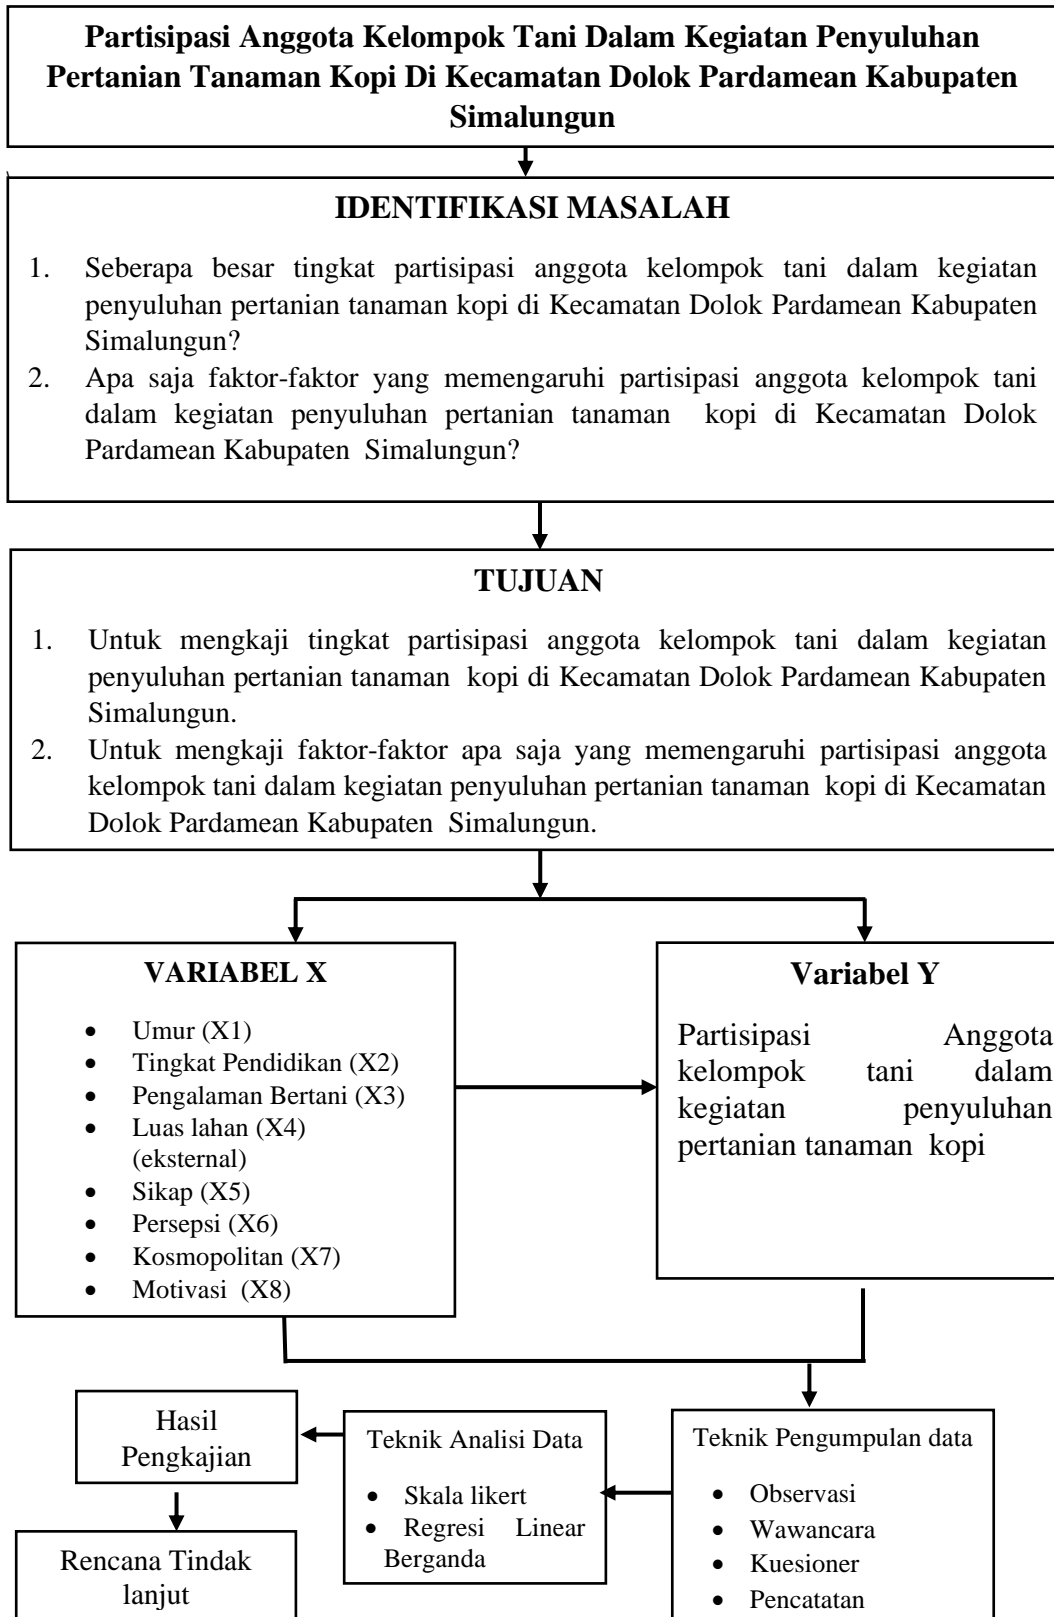 Partisipasi Anggota Kelompok Tani Dalam Kegiatan Penyuluhan
Pertanian Tanaman Kopi Di Kecamatan Dolok Pardamean Kabupaten
Simalungun
IDENTIFIKASI MASALAH
1. Seberapa besar tingkat partisipasi anggota kelompok tani dalam kegiatan
penyuluhan pertanian tanaman kopi di Kecamatan Dolok Pardamean Kabupaten
Simalungun?
2. Apa saja faktor-faktor yang memengaruhi partisipasi anggota kelompok tani
dalam kegiatan penyuluhan pertanian tanaman kopi di Kecamatan Dolok
Pardamean Kabupaten Simalungun?
TUJUAN
1. Untuk mengkaji tingkat partisipasi anggota kelompok tani dalam kegiatan
penyuluhan pertanian tanaman kopi di Kecamatan Dolok Pardamean Kabupaten
Simalungun.
2. Untuk mengkaji faktor-faktor apa saja yang memengaruhi partisipasi anggota
kelompok tani dalam kegiatan penyuluhan pertanian tanaman kopi di Kecamatan
Dolok Pardamean Kabupaten Simalungun.
VARIABEL X
• Umur (X1)
• Tingkat Pendidikan (X2)
• Pengalaman Bertani (X3)
• Luas lahan (X4)
(eksternal)
• Sikap (X5)
• Persepsi (X6)
• Kosmopolitan (X7)
• Motivasi (X8)
Variabel Y
Partisipasi Anggota
kelompok tani dalam
kegiatan penyuluhan
pertanian tanaman kopi
Hasil
Pengkajian
Rencana Tindak
lanjut
Teknik Analisi Data
• Skala likert
• Regresi Linear
Berganda
Teknik Pengumpulan data
• Observasi
• Wawancara
• Kuesioner
• Pencatatan